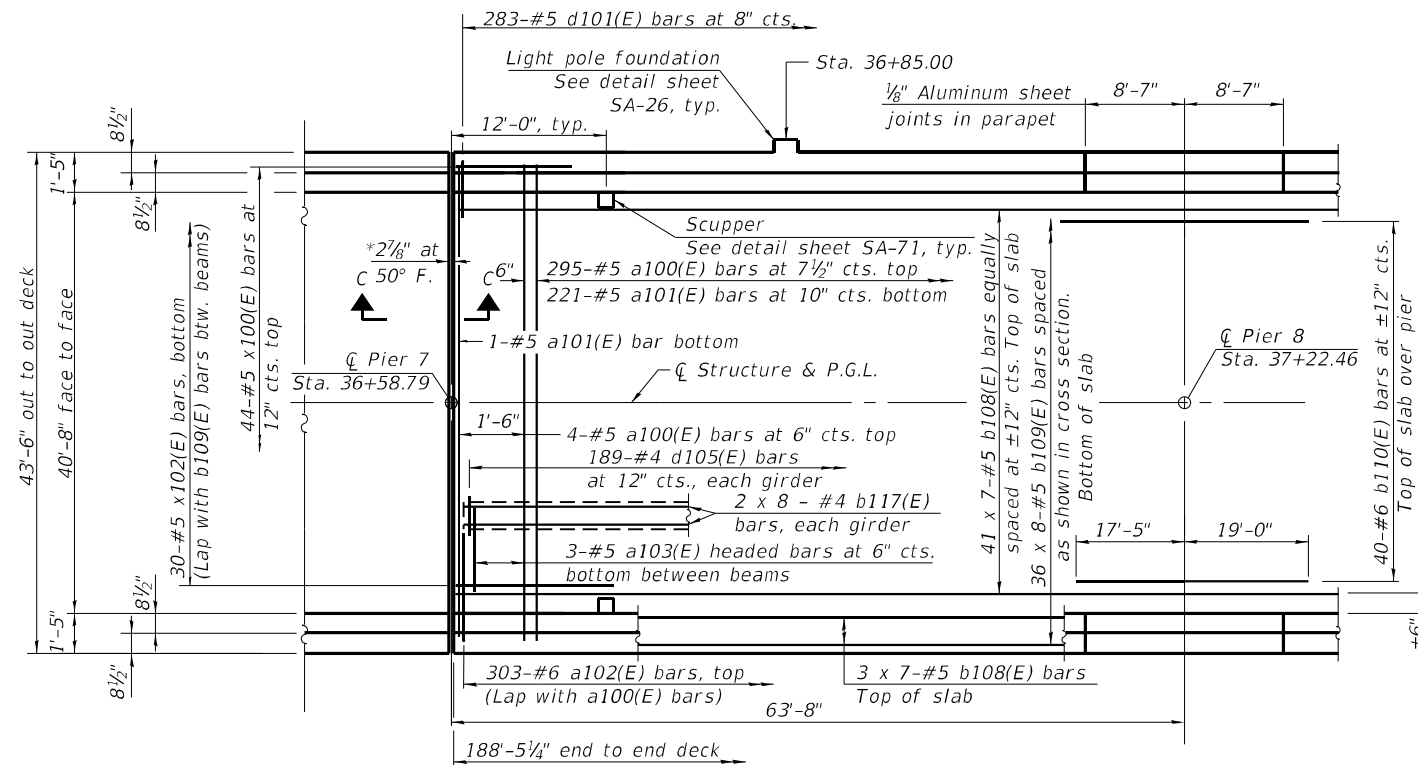 283-#5 d101(E) bars at 8" cts.
Light pole foundation
See detail sheet
SA-26, typ.
Sta. 36+85.00
⅛" Aluminum sheet
joints in parapet
8'-7"
8'-7"
12'-0", typ.
8½"
1'-5"
8½"
43'-6" out to out deck
40'-8" face to face
30-#5 x102(E) bars, bottom
(Lap with b109(E) bars btw. beams)
44-#5 x100(E) bars at
12" cts. top
*2⅞" at
50° F.
C
C
6"
Scupper
See detail sheet SA-71, typ.
295-#5 a100(E) bars at 7½" cts. top
221-#5 a101(E) bars at 10" cts. bottom
1-#5 a101(E) bar bottom
℄ Pier 7
Sta. 36+58.79
℄ Structure & P.G.L.
℄ Pier 8
Sta. 37+22.46
1'-6"
4-#5 a100(E) bars at 6" cts. top
189-#4 d105(E) bars
at 12" cts., each girder
2 x 8 - #4 b117(E)
bars, each girder
3-#5 a103(E) headed bars at 6" cts.
bottom between beams
41 x 7-#5 b108(E) bars equally
spaced at ±12" cts. Top of slab
36 x 8-#5 b109(E) bars spaced
as shown in cross section.
Bottom of slab
40-#6 b110(E) bars at ±12" cts.
Top of slab over pier
17'-5"
19'-0"
±6"
8½"
1'-5"
8½"
303-#6 a102(E) bars, top
(Lap with a100(E) bars)
3 x 7-#5 b108(E) bars
Top of slab
63'-8"
188'-5¼" end to end deck